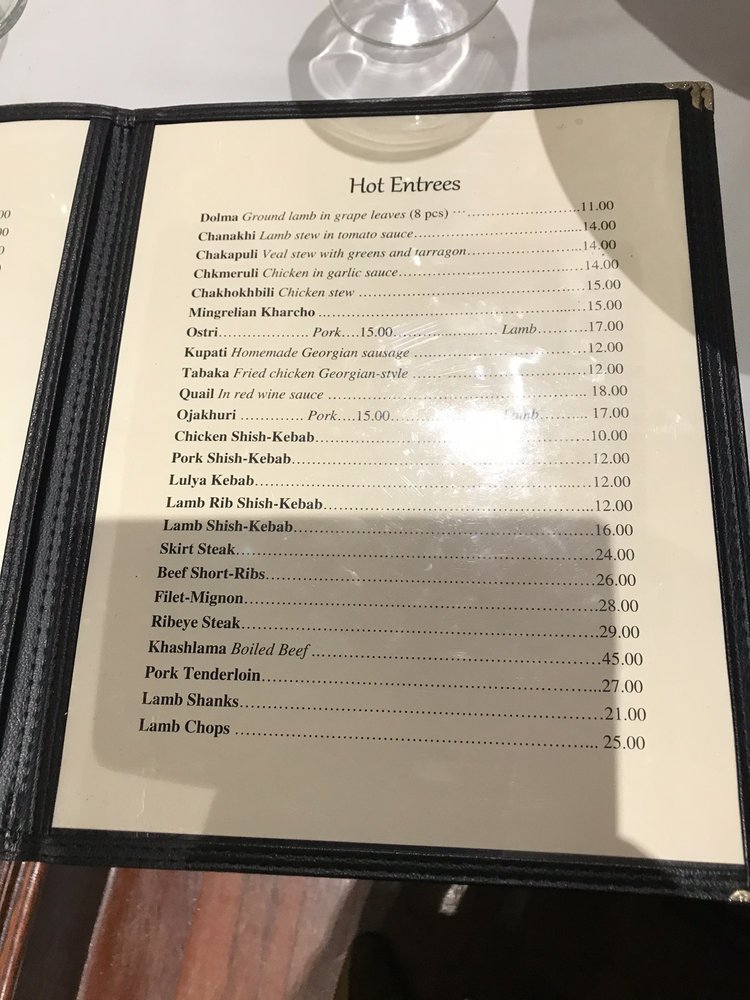 Hot Entrees
Dolma Ground lamb in grape leaves (8 pcs) ...........................11.00
Chanakhi Lamb stew in tomato sauce...........................14.00
Chakapuli Veal stew with greens and tarragon...........................14.00
Chkmeruli Chicken in garlic sauce...........................14.00
Chakhokhbili Chicken stew ...........................15.00
Mingrelian Kharcho ...........................15.00
Ostri.................... Pork....15.00.................... Lamb..........17.00
Kupati Homemade Georgian sausage ...........................12.00
Tabaka Fried chicken Georgian-style ...........................12.00
Quail In red wine sauce ........................... 18.00
Ojakhuri .............. Pork....15.00.................... Lamb.......... 17.00
Chicken Shish-Kebab...........................10.00
Pork Shish-Kebab...........................12.00
Lulya Kebab...........................12.00
Lamb Rib Shish-Kebab...........................12.00
Lamb Shish-Kebab...........................16.00
Skirt Steak...........................24.00
Beef Short-Ribs...........................26.00
Filet-Mignon...........................28.00
Ribeye Steak...........................29.00
Khashlama Boiled Beef ...........................45.00
Pork Tenderloin...........................27.00
Lamb Shanks...........................21.00
Lamb Chops ........................... 25.00